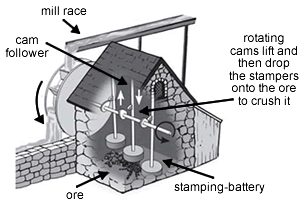 mill race
cam
follower
rotating
cams lift and
then drop
the stampers
onto the ore
to crush it
ore
stamping-battery